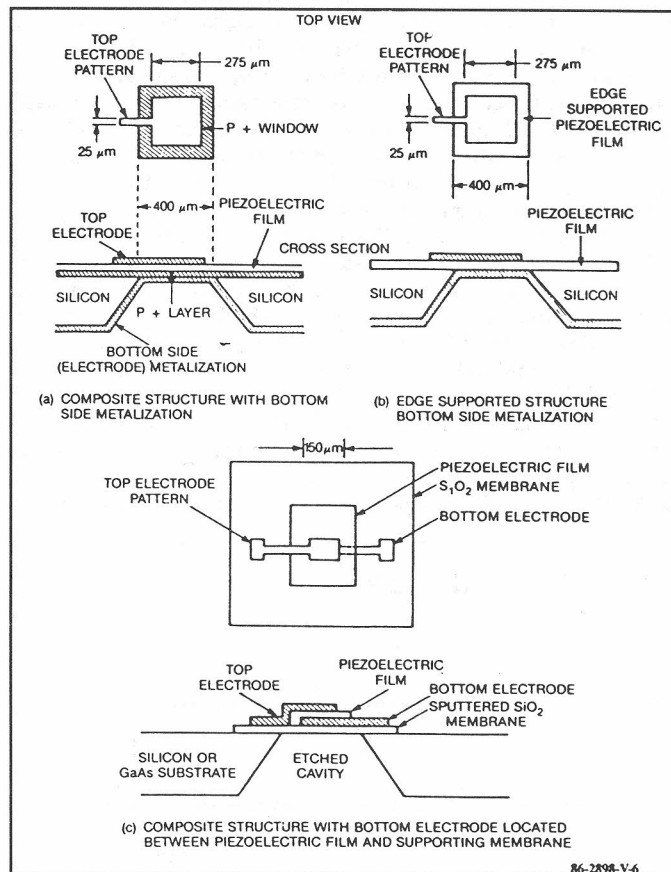 TOP VIEW
TOP
ELECTRODE
PATTERN
275 μm
P + WINDOW
25 μm
400 μm
TOP
ELECTRODE
PATTERN
275 μm
EDGE
SUPPORTED
PIEZOELECTRIC
FILM
25 μm
400 μm
TOP
ELECTRODE
PIEZOELECTRIC
FILM
CROSS SECTION
PIEZOELECTRIC
FILM
SILICON
SILICON
P + LAYER
BOTTOM SIDE
(ELECTRODE) METALIZATION
SILICON
SILICON
(a) COMPOSITE STRUCTURE WITH BOTTOM
SIDE METALIZATION
(b) EDGE SUPPORTED STRUCTURE
BOTTOM SIDE METALIZATION
150μm
TOP ELECTRODE
PATTERN
PIEZOELECTRIC FILM
S₁O₂ MEMBRANE
BOTTOM ELECTRODE
TOP
ELECTRODE
PIEZOELECTRIC
FILM
BOTTOM ELECTRODE
SPUTTERED SiO₂
MEMBRANE
SILICON OR
GaAs SUBSTRATE
ETCHED
CAVITY
(c) COMPOSITE STRUCTURE WITH BOTTOM ELECTRODE LOCATED
BETWEEN PIEZOELECTRIC FILM AND SUPPORTING MEMBRANE
86-2898-V-6